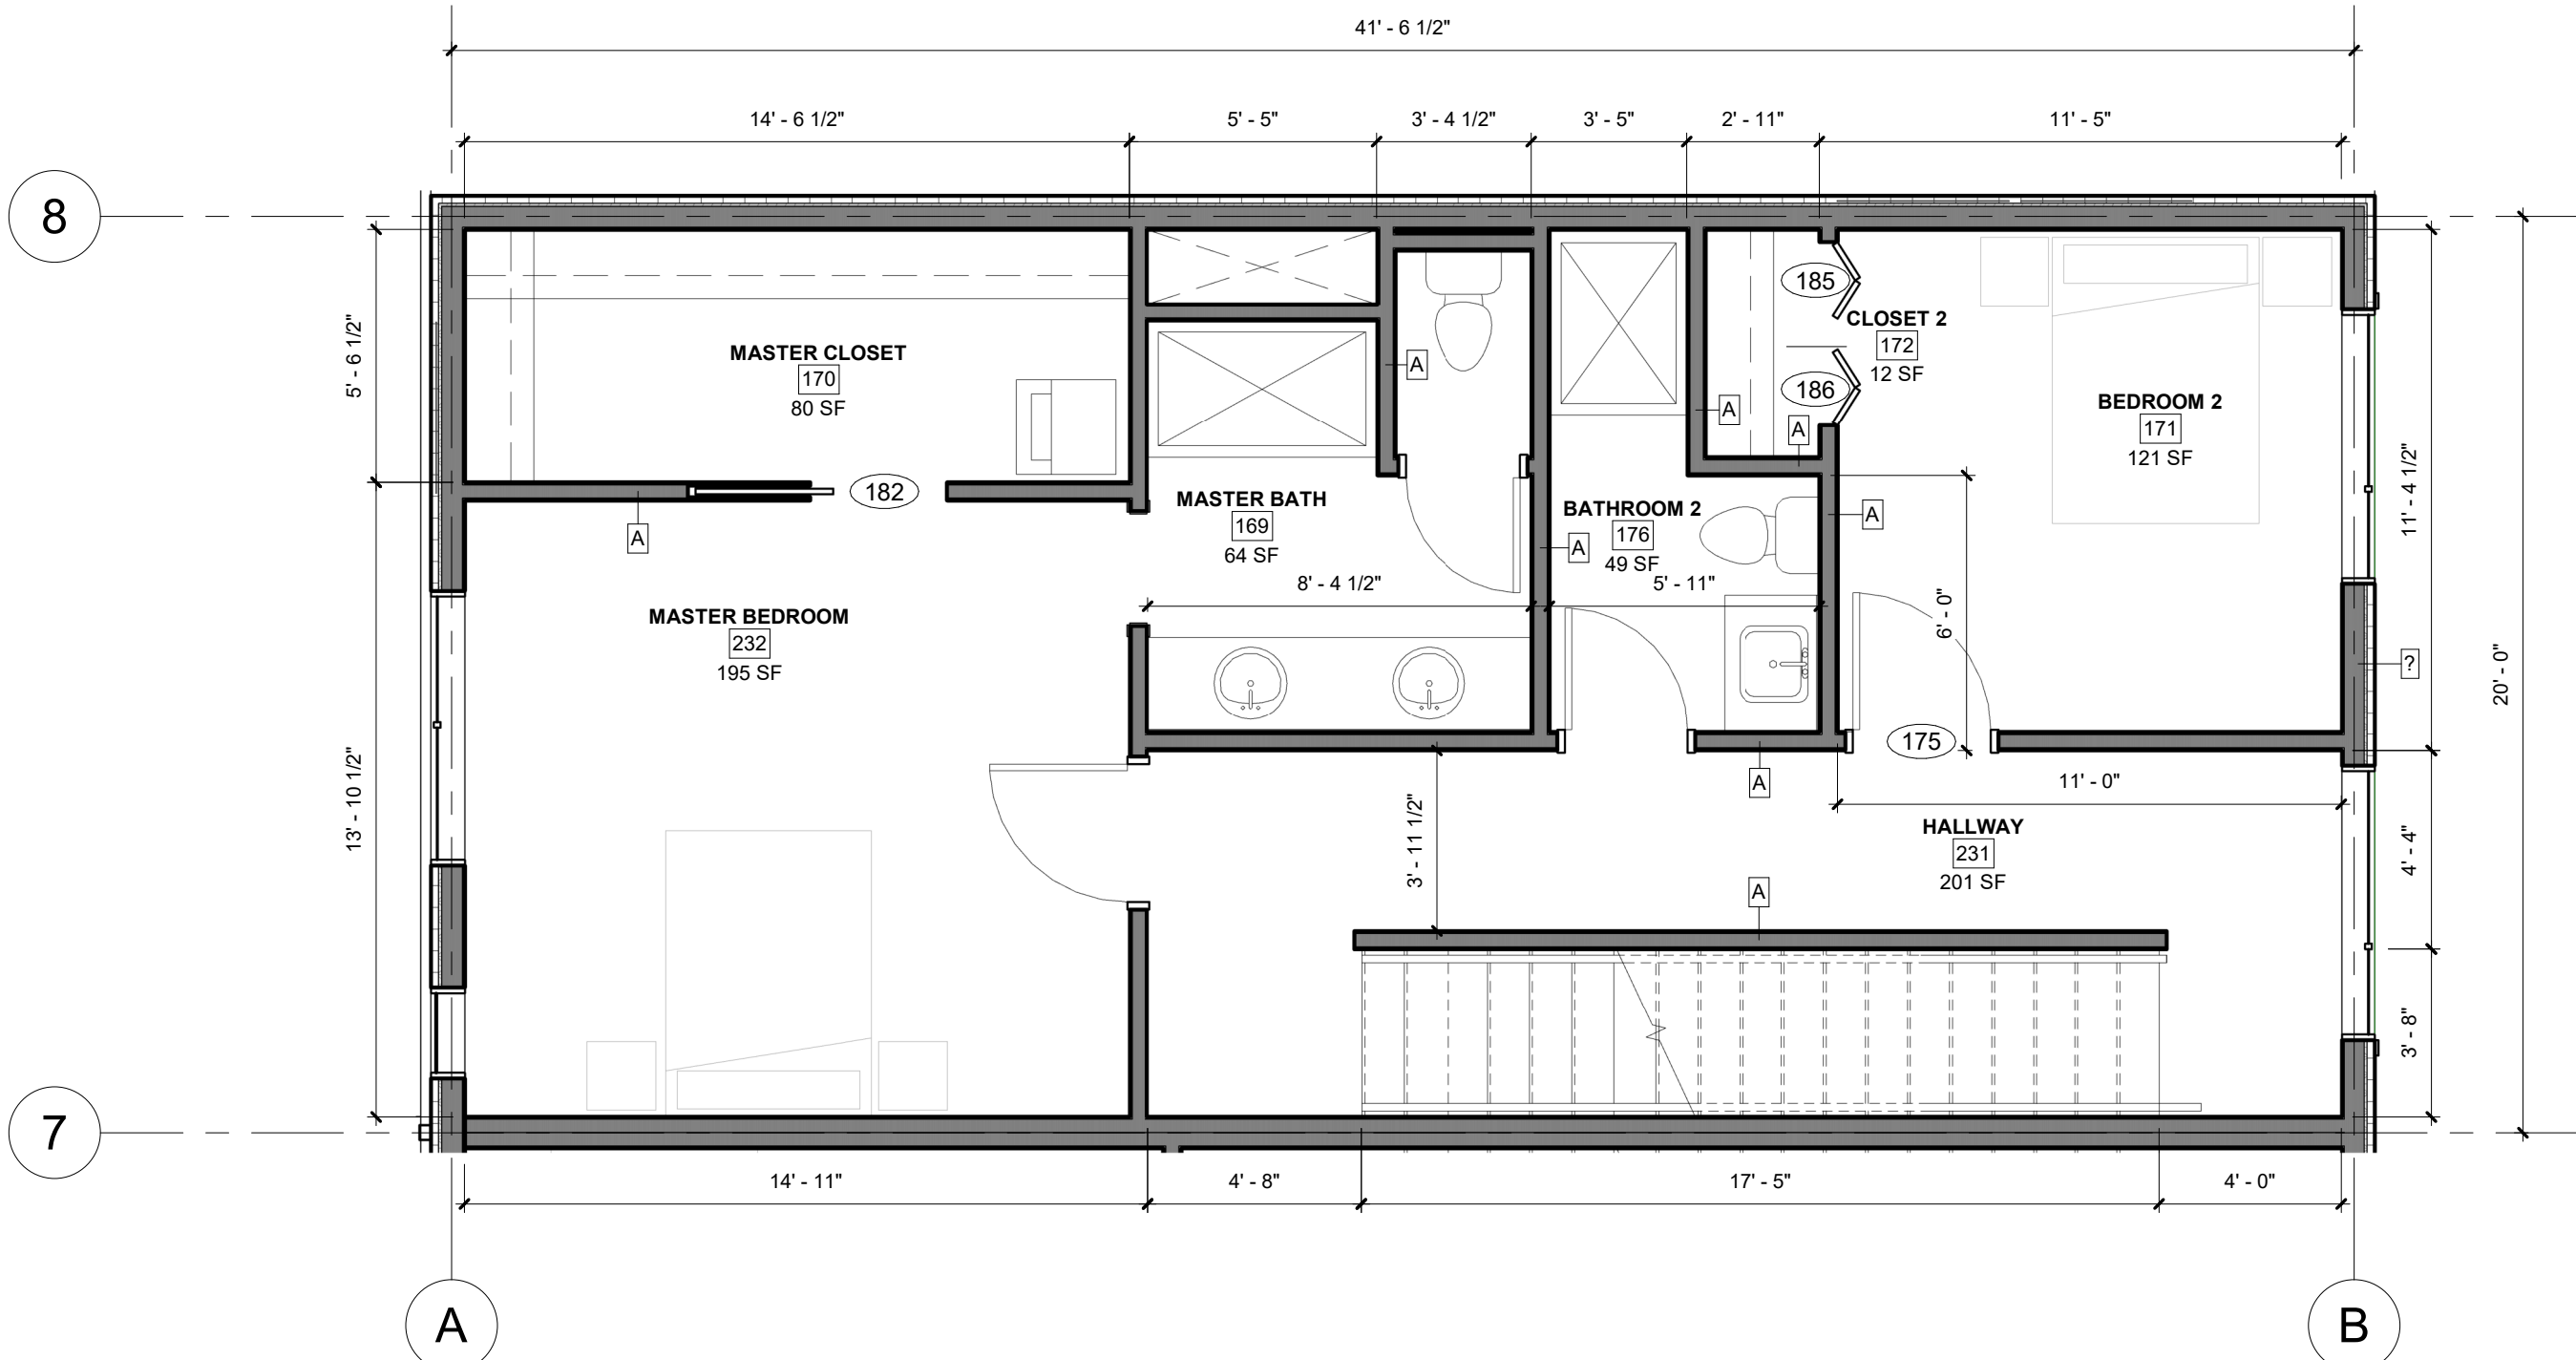 41' - 6 1/2"
14' - 6 1/2"
5' - 5"
3' - 4 1/2"
3' - 5"
2' - 11"
11' - 5"
8
5' - 6 1/2"
MASTER CLOSET
170
80 SF
182
A
A
A
A
185
CLOSET 2
172
12 SF
186
BEDROOM 2
171
121 SF
11' - 4 1/2"
MASTER BATH
169
64 SF
8' - 4 1/2"
BATHROOM 2
176
49 SF
5' - 11"
A
A
6' - 0"
MASTER BEDROOM
232
195 SF
?
20' - 0"
13' - 10 1/2"
175
A
11' - 0"
3' - 11 1/2"
HALLWAY
231
201 SF
A
4' - 4"
3' - 8"
7
14' - 11"
4' - 8"
17' - 5"
4' - 0"
A
B